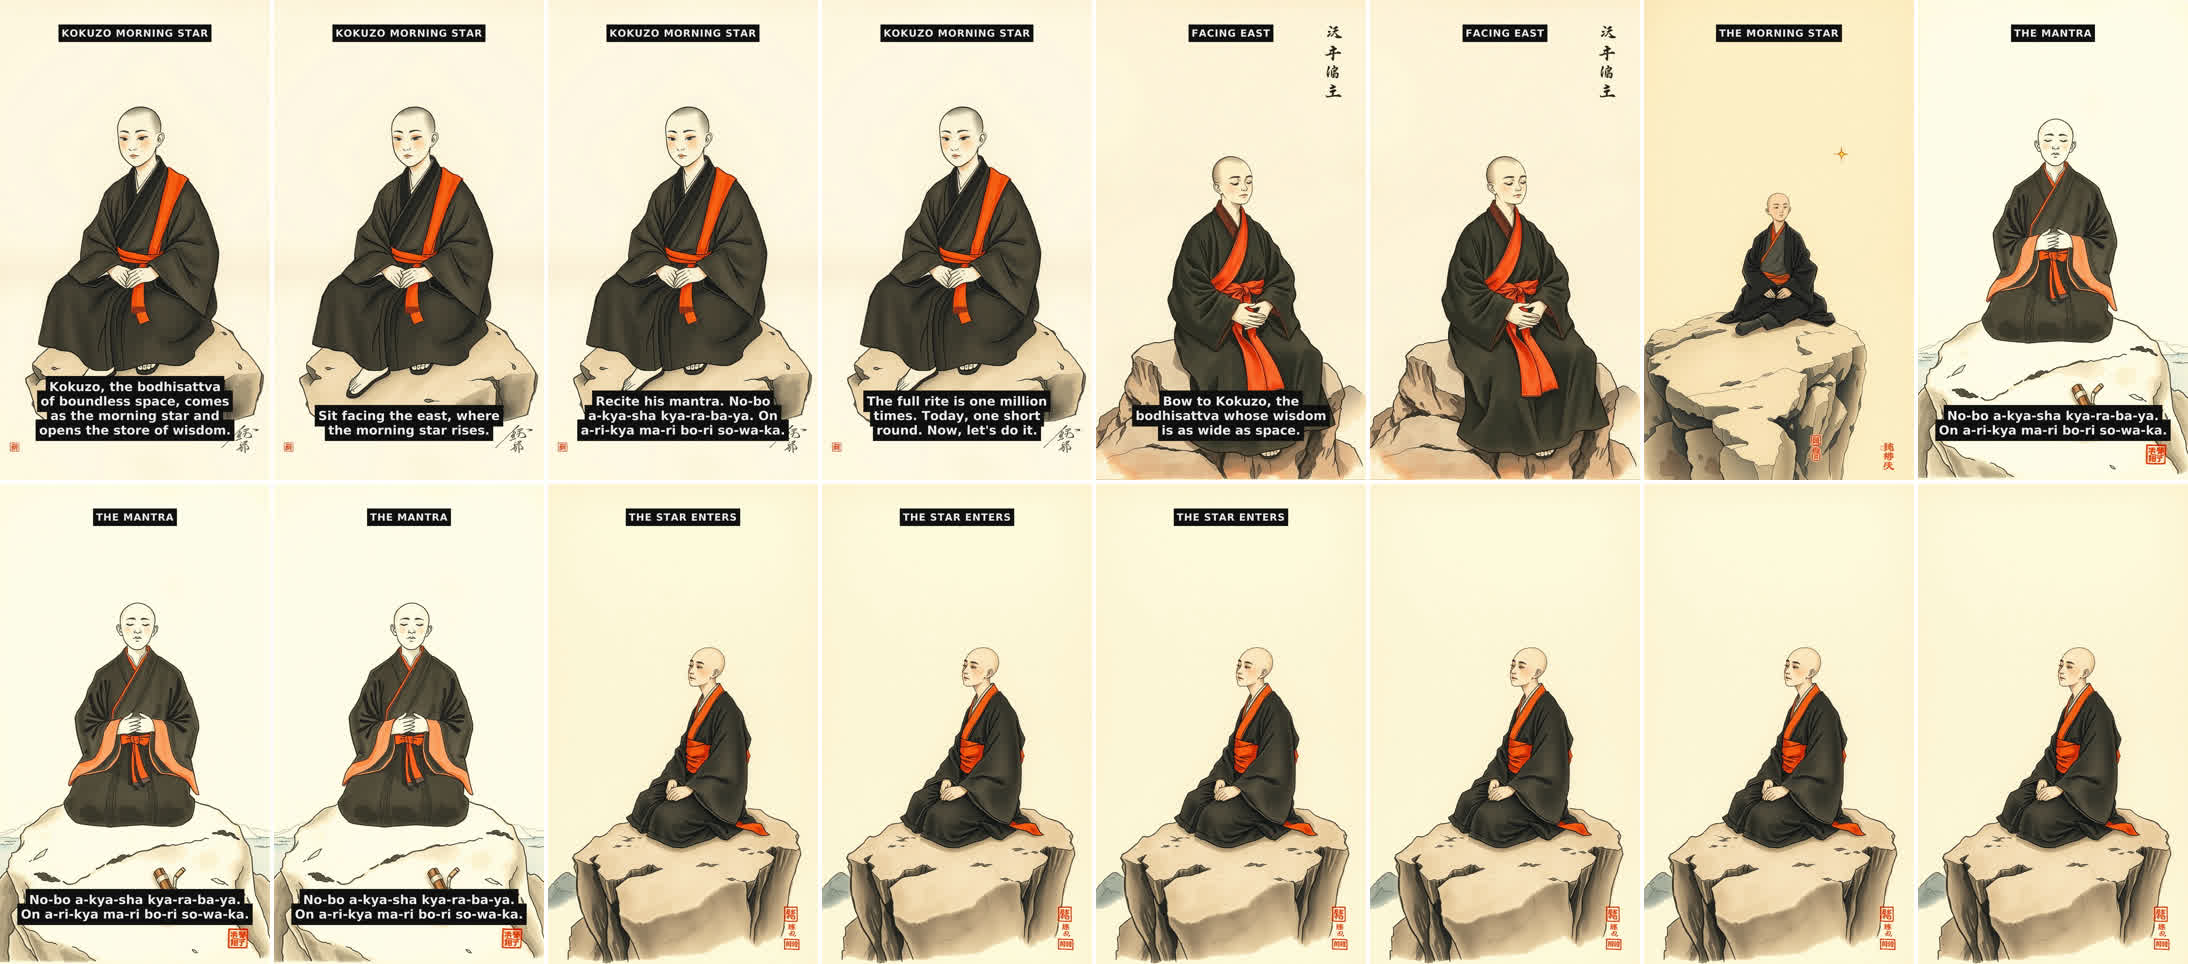 KOKUZO MORNING STAR
Kokuzo, the bodhisattva
of boundless space, comes
as the morning star and
opens the store of wisdom.
KOKUZO MORNING STAR
Sit facing the east, where
the morning star rises.
KOKUZO MORNING STAR
Recite his mantra. No-bo
a-kya-sha kya-ra-ba-ya. On
a-ri-kya ma-ri bo-ri so-wa-ka.
KOKUZO MORNING STAR
The full rite is one million
times. Today, one short
round. Now, let's do it.
FACING EAST
Bow to Kokuzo, the
bodhisattva whose wisdom
is as wide as space.
FACING EAST
THE MORNING STAR
THE MANTRA
No-bo a-kya-sha kya-ra-ba-ya.
On a-ri-kya ma-ri bo-ri so-wa-ka.
THE MANTRA
No-bo a-kya-sha kya-ra-ba-ya.
On a-ri-kya ma-ri bo-ri so-wa-ka.
THE MANTRA
No-bo a-kya-sha kya-ra-ba-ya.
On a-ri-kya ma-ri bo-ri so-wa-ka.
THE STAR ENTERS
THE STAR ENTERS
THE STAR ENTERS